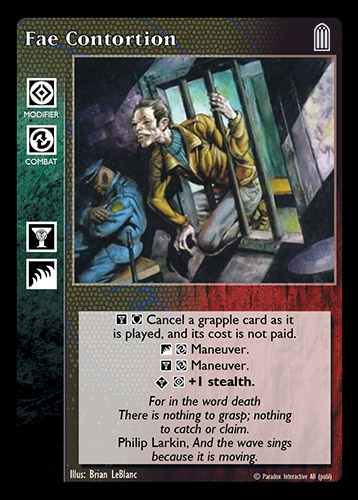 Fae Contortion
MODIFIER
COMBAT
Cancel a grapple card as it
is played, and its cost is not paid.
Maneuver.
Maneuver.
+1 stealth.
For in the word death
There is nothing to grasp; nothing
to catch or claim.
Philip Larkin, And the wave sings
because it is moving.
Illus: Brian LeBlanc
© Paradox Interactive AB (publ)